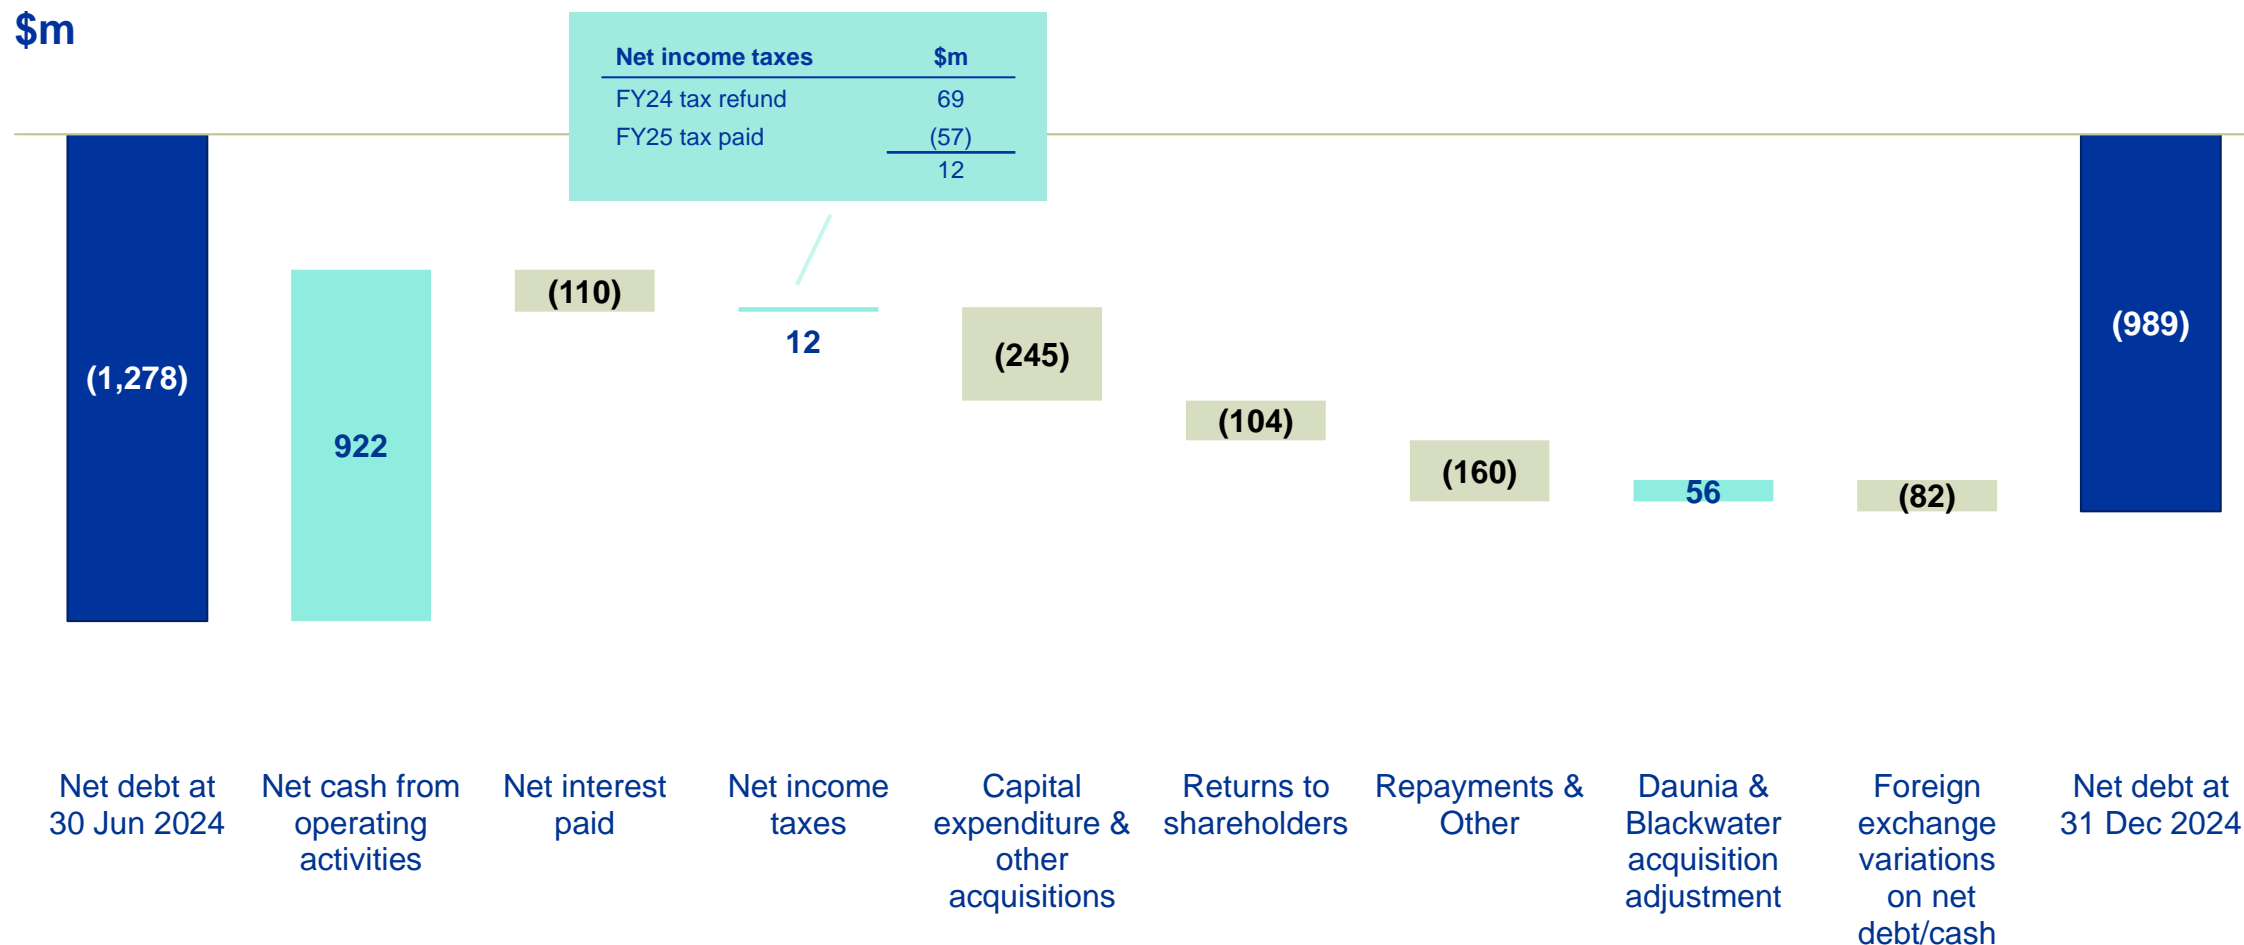 $m
Net income taxes $m
FY24 tax refund 69
FY25 tax paid (57)
12
(1,278)
922
(110)
12
(245)
(104)
(160)
56
(82)
(989)
Net debt at
30 Jun 2024
Net cash from
operating
activities
Net interest
paid
Net income
taxes
Capital
expenditure &
other
acquisitions
Returns to
shareholders
Repayments &
Other
Daunia &
Blackwater
acquisition
adjustment
Foreign
exchange
variations
on net
debt/cash
Net debt at
31 Dec 2024